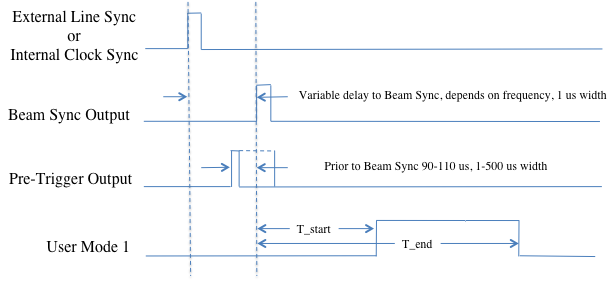 External Line Sync
or
Internal Clock Sync
Variable delay to Beam Sync, depends on frequency, 1 us width
Beam Sync Output
Prior to Beam Sync 90-110 us, 1-500 us width
Pre-Trigger Output
T_start
User Mode 1
T_end